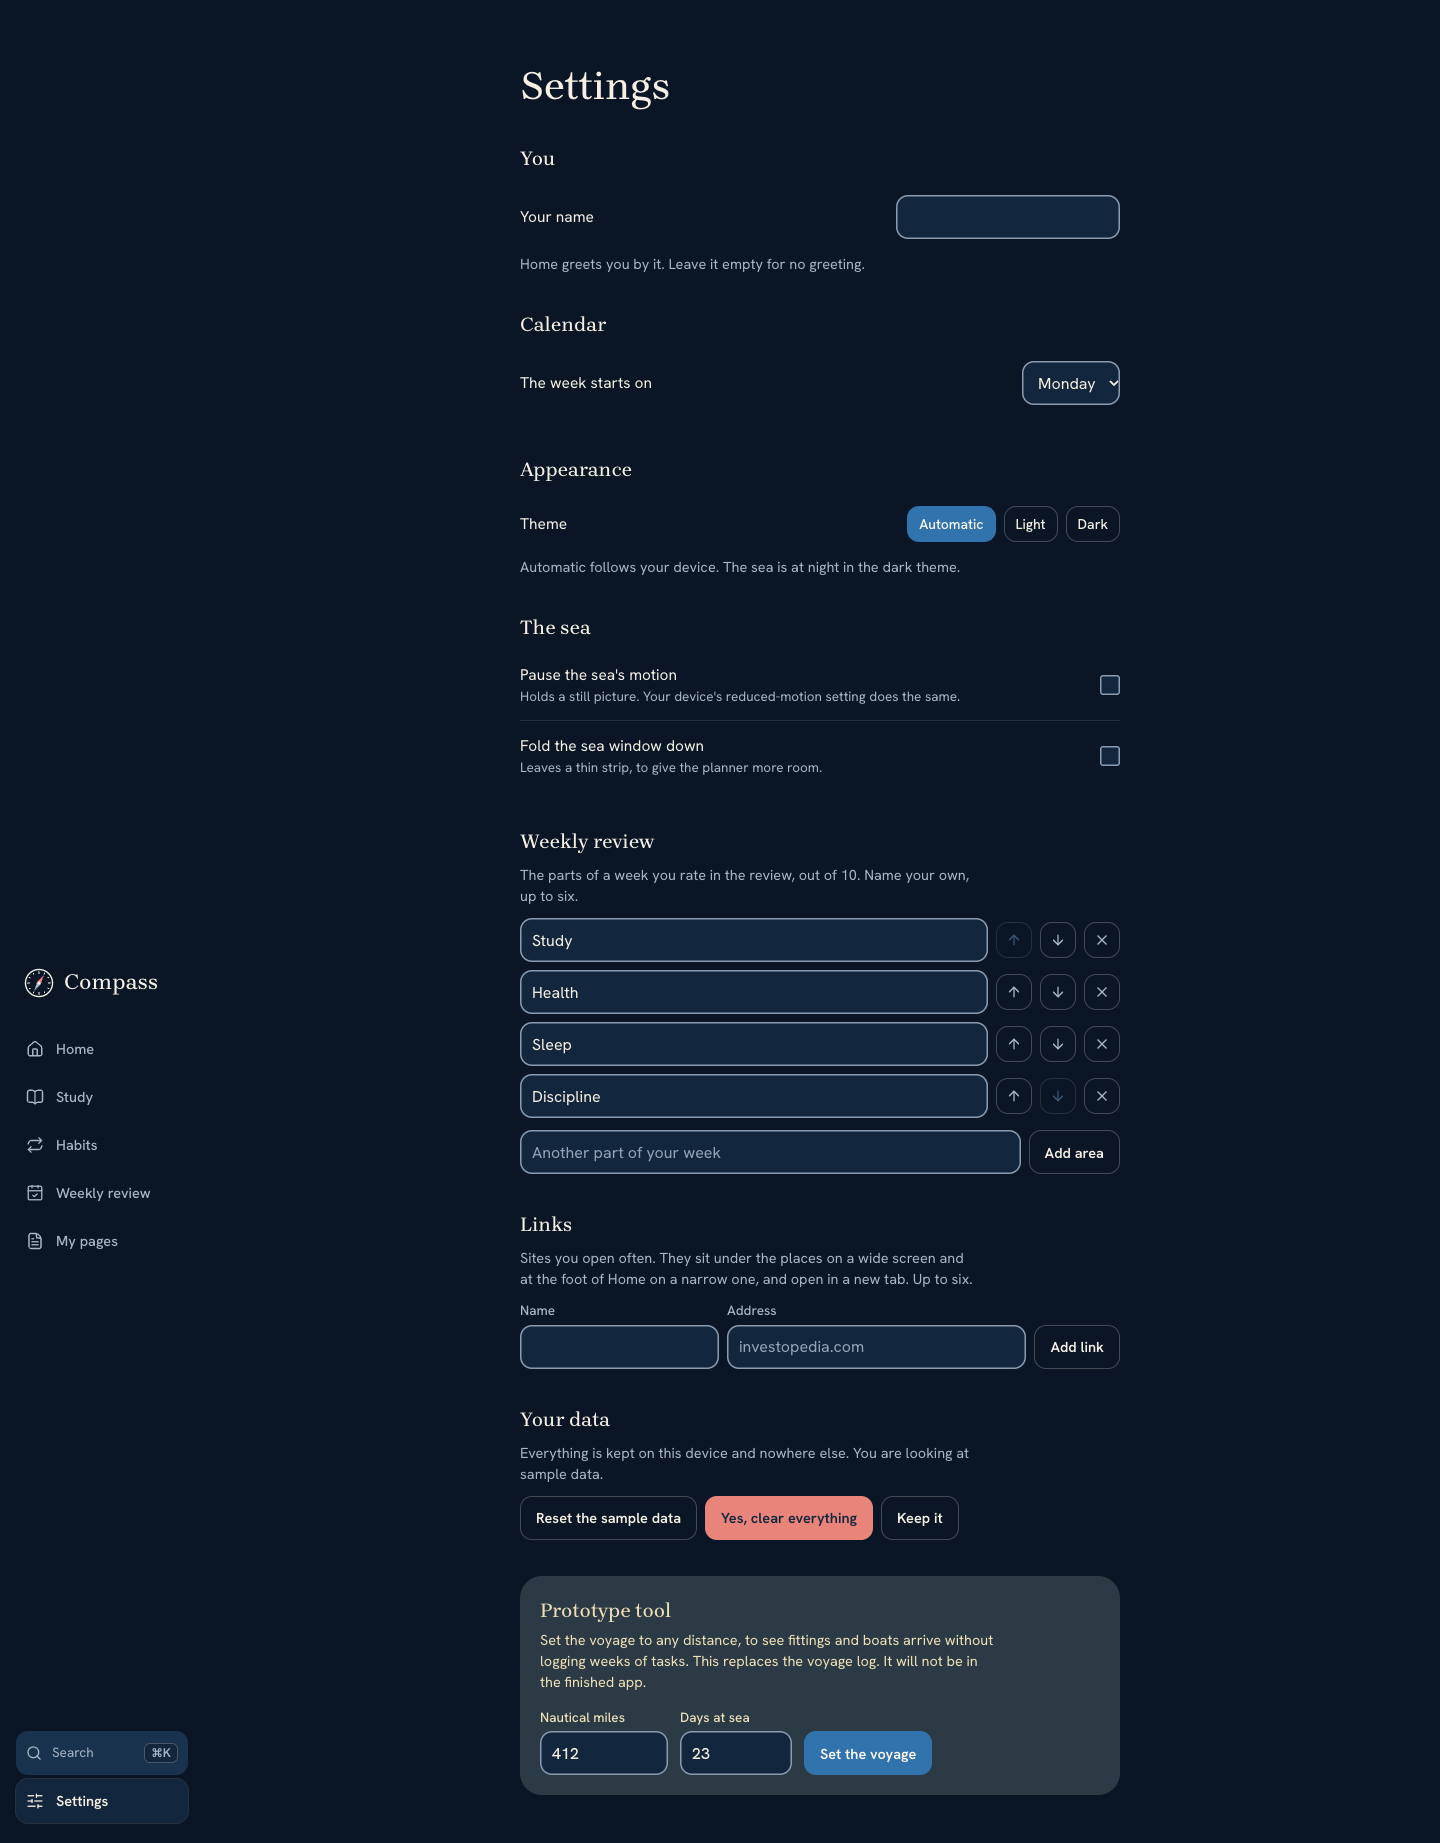 Settings
You
Your name
Home greets you by it. Leave it empty for no greeting.
Calendar
The week starts on
Monday
Appearance
Theme
Automatic
Light
Dark
Automatic follows your device. The sea is at night in the dark theme.
The sea
Pause the sea's motion
Holds a still picture. Your device's reduced-motion setting does the same.
Fold the sea window down
Leaves a thin strip, to give the planner more room.
Weekly review
The parts of a week you rate in the review, out of 10. Name your own,
up to six.
Study
Health
Sleep
Discipline
Another part of your week
Add area
Links
Sites you open often. They sit under the places on a wide screen and
at the foot of Home on a narrow one, and open in a new tab. Up to six.
Name
Address
investopedia.com
Add link
Your data
Everything is kept on this device and nowhere else. You are looking at
sample data.
Reset the sample data
Yes, clear everything
Keep it
Prototype tool
Set the voyage to any distance, to see fittings and boats arrive without
logging weeks of tasks. This replaces the voyage log. It will not be in
the finished app.
Nautical miles
Days at sea
412
23
Set the voyage
Compass
Home
Study
Habits
Weekly review
My pages
Search
⌘K
Settings